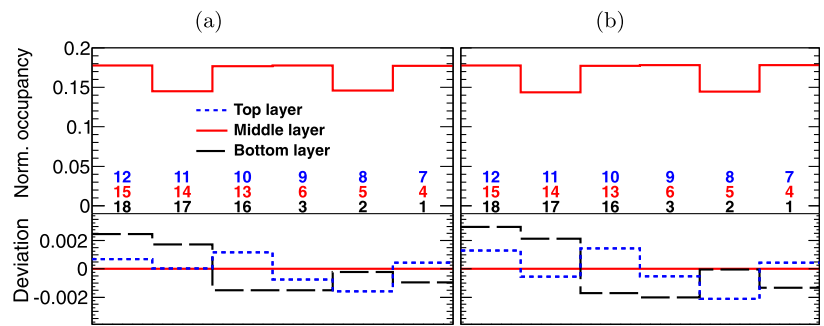 (a) (b)
Norm. occupancy
0.2
0.15
0.1
0.05
0
Top layer
Middle layer
Bottom layer
12 11 10 9 8 7
15 14 13 6 5 4
18 17 16 3 2 1
12 11 10 9 8 7
15 14 13 6 5 4
18 17 16 3 2 1
Deviation
0.002
0
-0.002